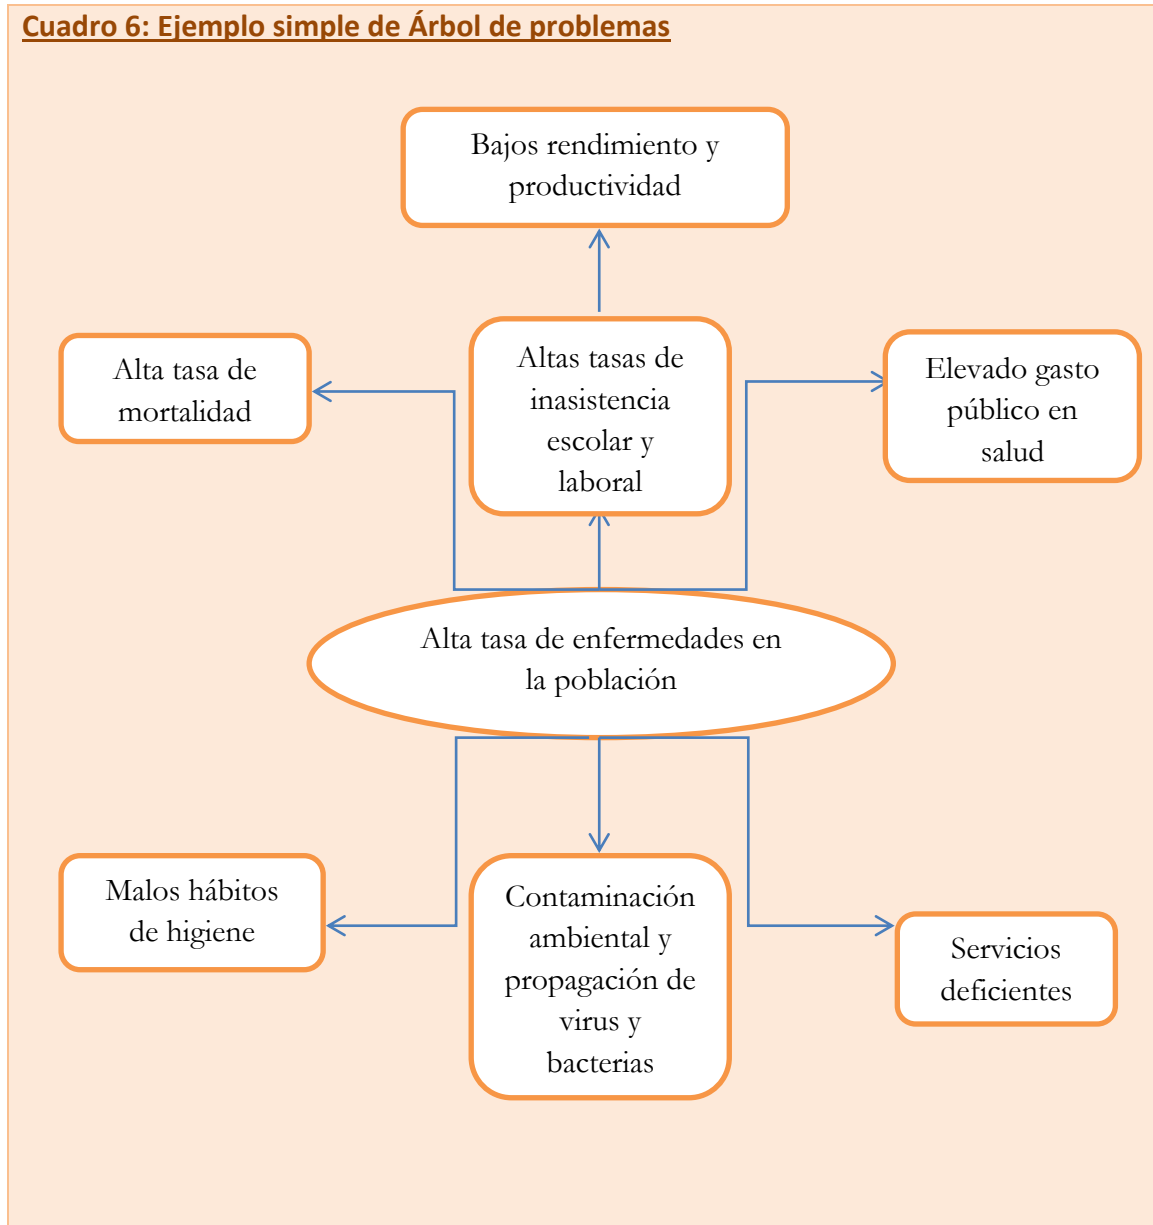 Cuadro 6: Ejemplo simple de Árbol de problemas
Bajos rendimiento y
productividad
Alta tasa de
mortalidad
Altas tasas de
inasistencia
escolar y
laboral
Elevado gasto
público en
salud
Alta tasa de enfermedades en
la población
Malos hábitos
de higiene
Contaminación
ambiental y
propagación de
virus y
bacterias
Servicios
deficientes